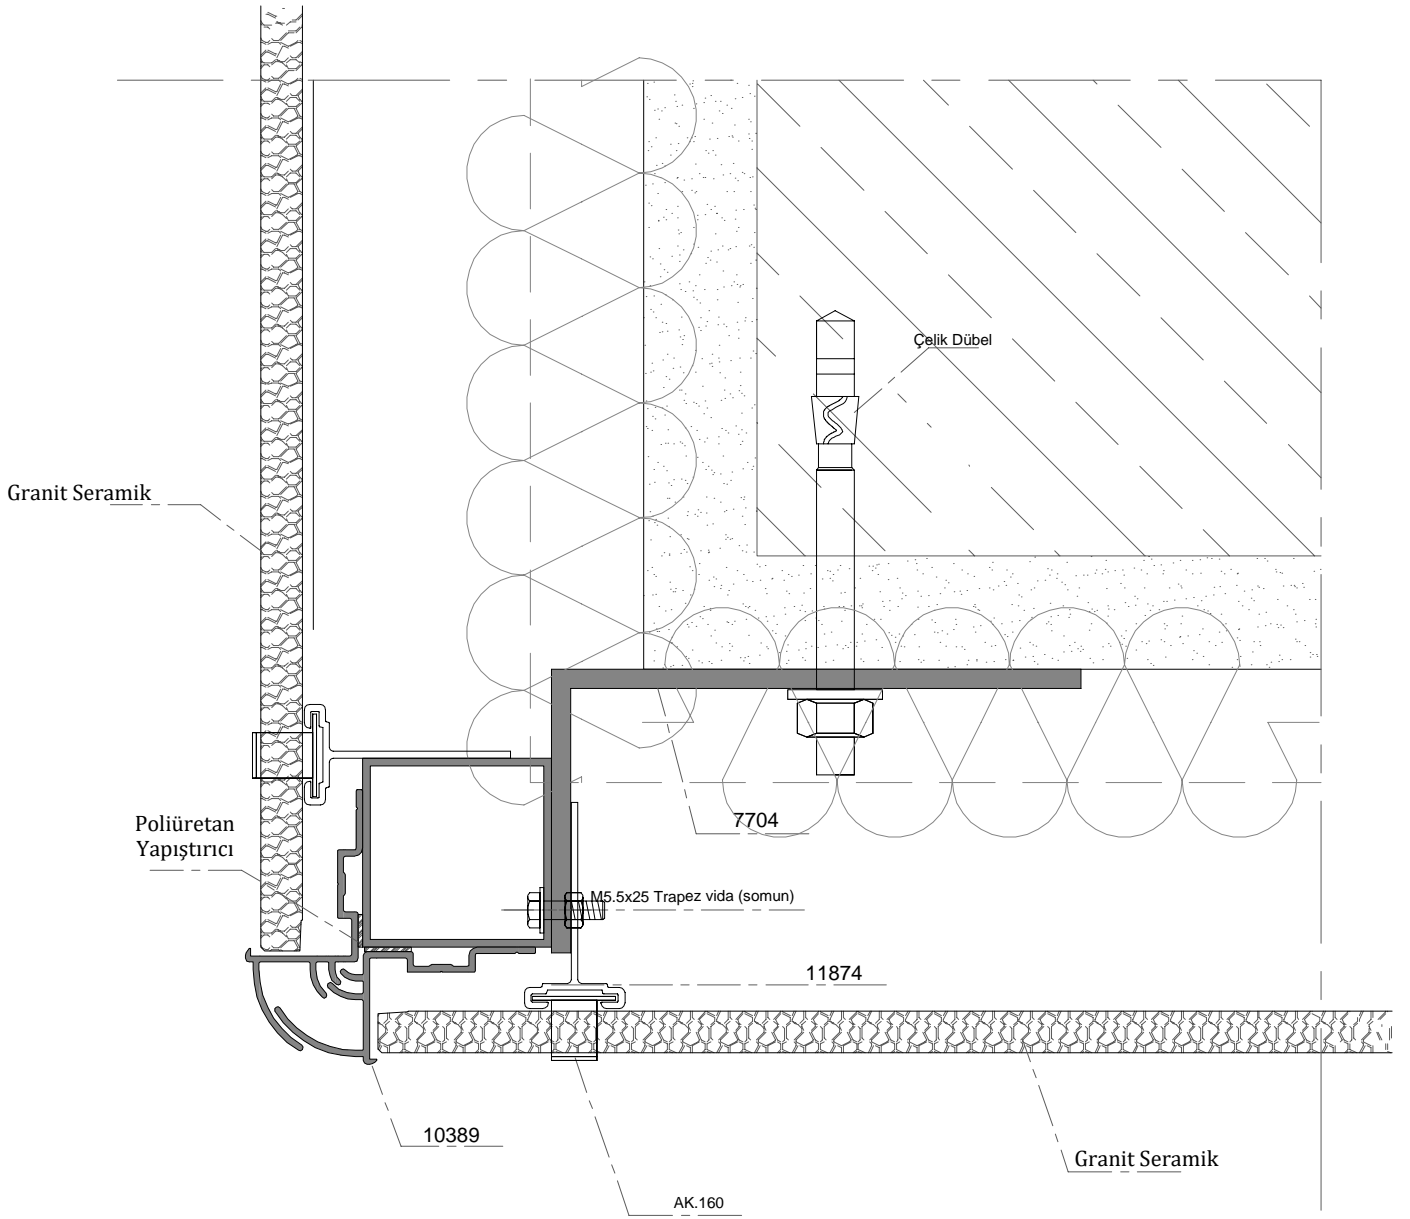 Çelik Dübel
Granit Seramik
7704
Poliüretan
Yapıştırıcı
M5.5x25 Trapez vida (somun)
11874
10389
Granit Seramik
AK.160